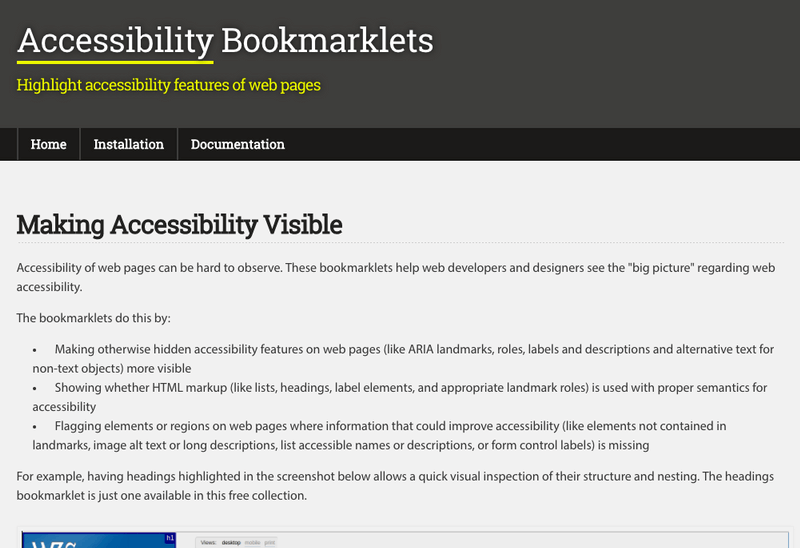 Accessibility Bookmarklets
Highlight accessibility features of web pages
Home Installation Documentation
Making Accessibility Visible
Accessibility of web pages can be hard to observe. These bookmarklets help web developers and designers see the "big picture" regarding web
accessibility.
The bookmarklets do this by:
• Making otherwise hidden accessibility features on web pages (like ARIA landmarks, roles, labels and descriptions and alternative text for
non-text objects) more visible
• Showing whether HTML markup (like lists, headings, label elements, and appropriate landmark roles) is used with proper semantics for
accessibility
• Flagging elements or regions on web pages where information that could improve accessibility (like elements not contained in
landmarks, image alt text or long descriptions, list accessible names or descriptions, or form control labels) is missing
For example, having headings highlighted in the screenshot below allows a quick visual inspection of their structure and nesting. The headings
bookmarklet is just one available in this free collection.
h1 Views: desktop mobile print